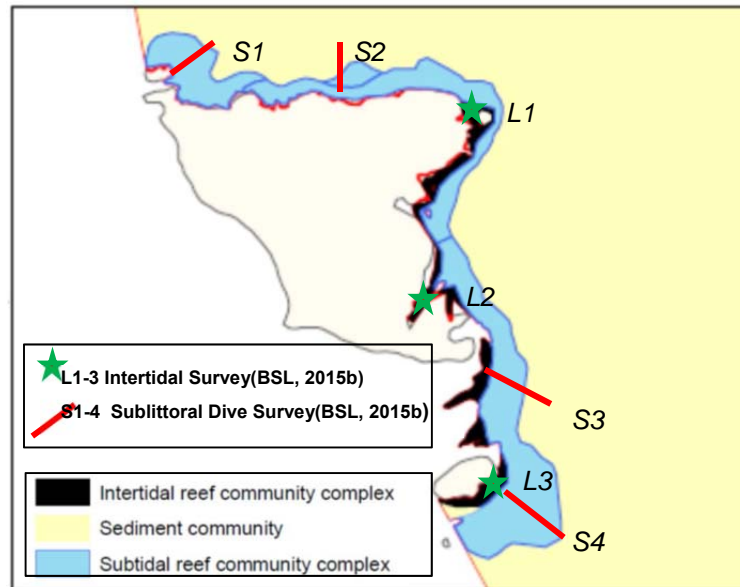 S1
S2
L1
L2
L1-3 Intertidal Survey(BSL, 2015b)
S1-4 Sublittoral Dive Survey(BSL, 2015b)
S3
L3
Intertidal reef community complex
Sediment community
S4
Subtidal reef community complex